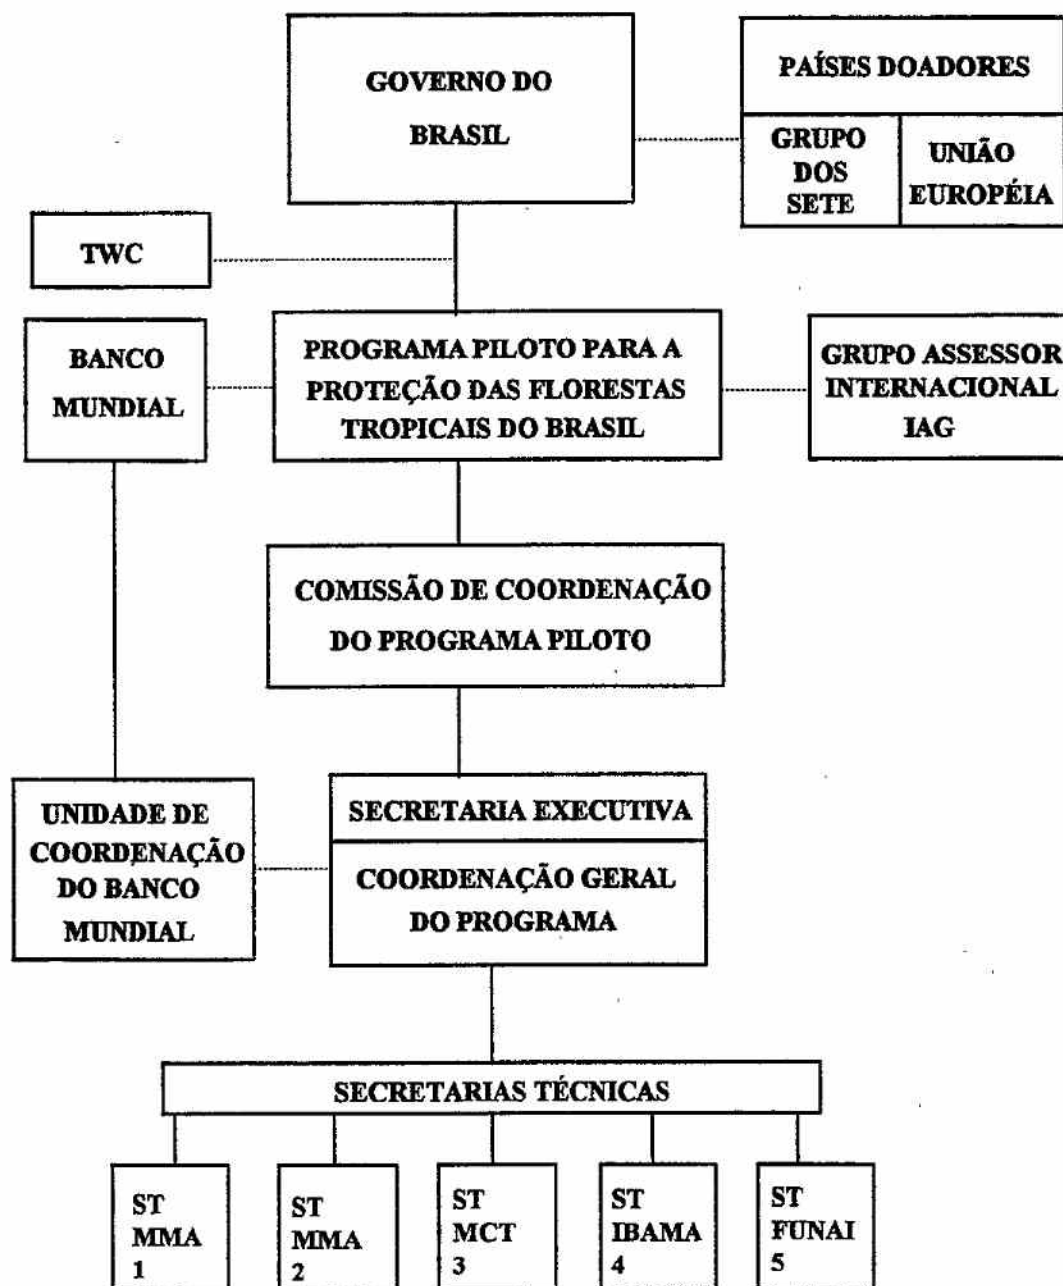 GOVERNO DO
BRASIL
PAÍSES DOADORES
GRUPO
DOS
SETE
UNIÃO
EUROPÉIA
TWC
BANCO
MUNDIAL
PROGRAMA PILOTO PARA A
PROTEÇÃO DAS FLORESTAS
TROPICAIS DO BRASIL
GRUPO ASSESSOR
INTERNACIONAL
IAG
COMISSÃO DE COORDENAÇÃO
DO PROGRAMA PILOTO
UNIDADE DE
COORDENAÇÃO
DO BANCO
MUNDIAL
SECRETARIA EXECUTIVA
COORDENAÇÃO GERAL
DO PROGRAMA
SECRETARIAS TÉCNICAS
ST
MMA
1
ST
MMA
2
ST
MCT
3
ST
IBAMA
4
ST
FUNAI
5